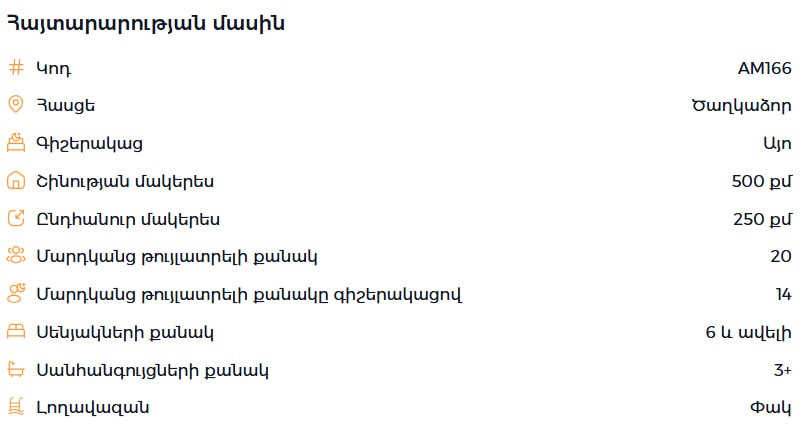 Հայտարարության մասին
Կոդ AM166
Հասցե Ծաղկաձոր
Գիշերակաց Այո
Շինության մակերես 500 քմ
Ընդհանուր մակերես 250 քմ
Մարդկանց թույլատրելի քանակ 20
Մարդկանց թույլատրելի քանակը գիշերակացով 14
Սենյակների քանակ 6 և ավելի
Սանհանգույցների քանակ 3+
Լողավազան Փակ